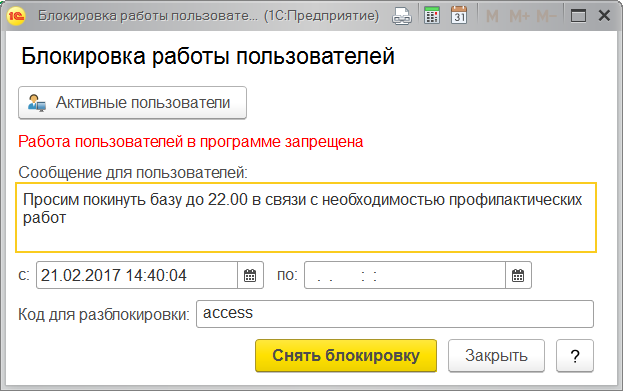 1С Блокировка работы пользовате... (1С:Предприятие) 31 M M+ M-
Блокировка работы пользователей
Активные пользователи
Работа пользователей в программе запрещена
Сообщение для пользователей:
Просим покинуть базу до 22.00 в связи с необходимостью профилактических
работ
с: 21.02.2017 14:40:04 по: . . : :
Код для разблокировки: access
Снять блокировку Закрыть ?